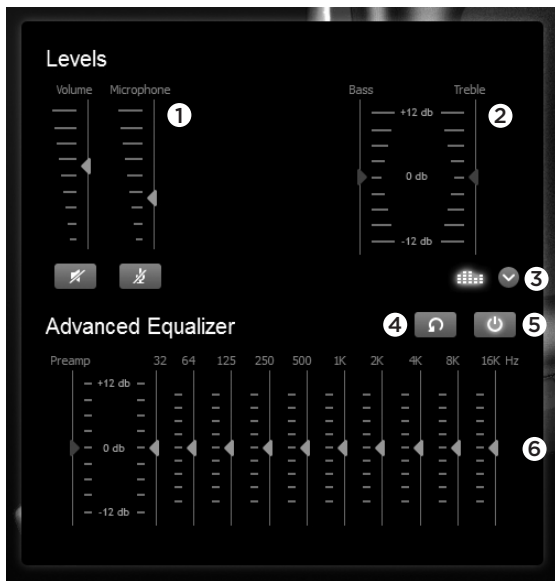 Levels
Volume Microphone 1 Bass Treble
+12 db 2
0 db
-12 db
3
Advanced Equalizer 4 5
Preamp 32 64 125 250 500 1K 2K 4K 8K 16K Hz
+12 db
0 db 6
-12 db